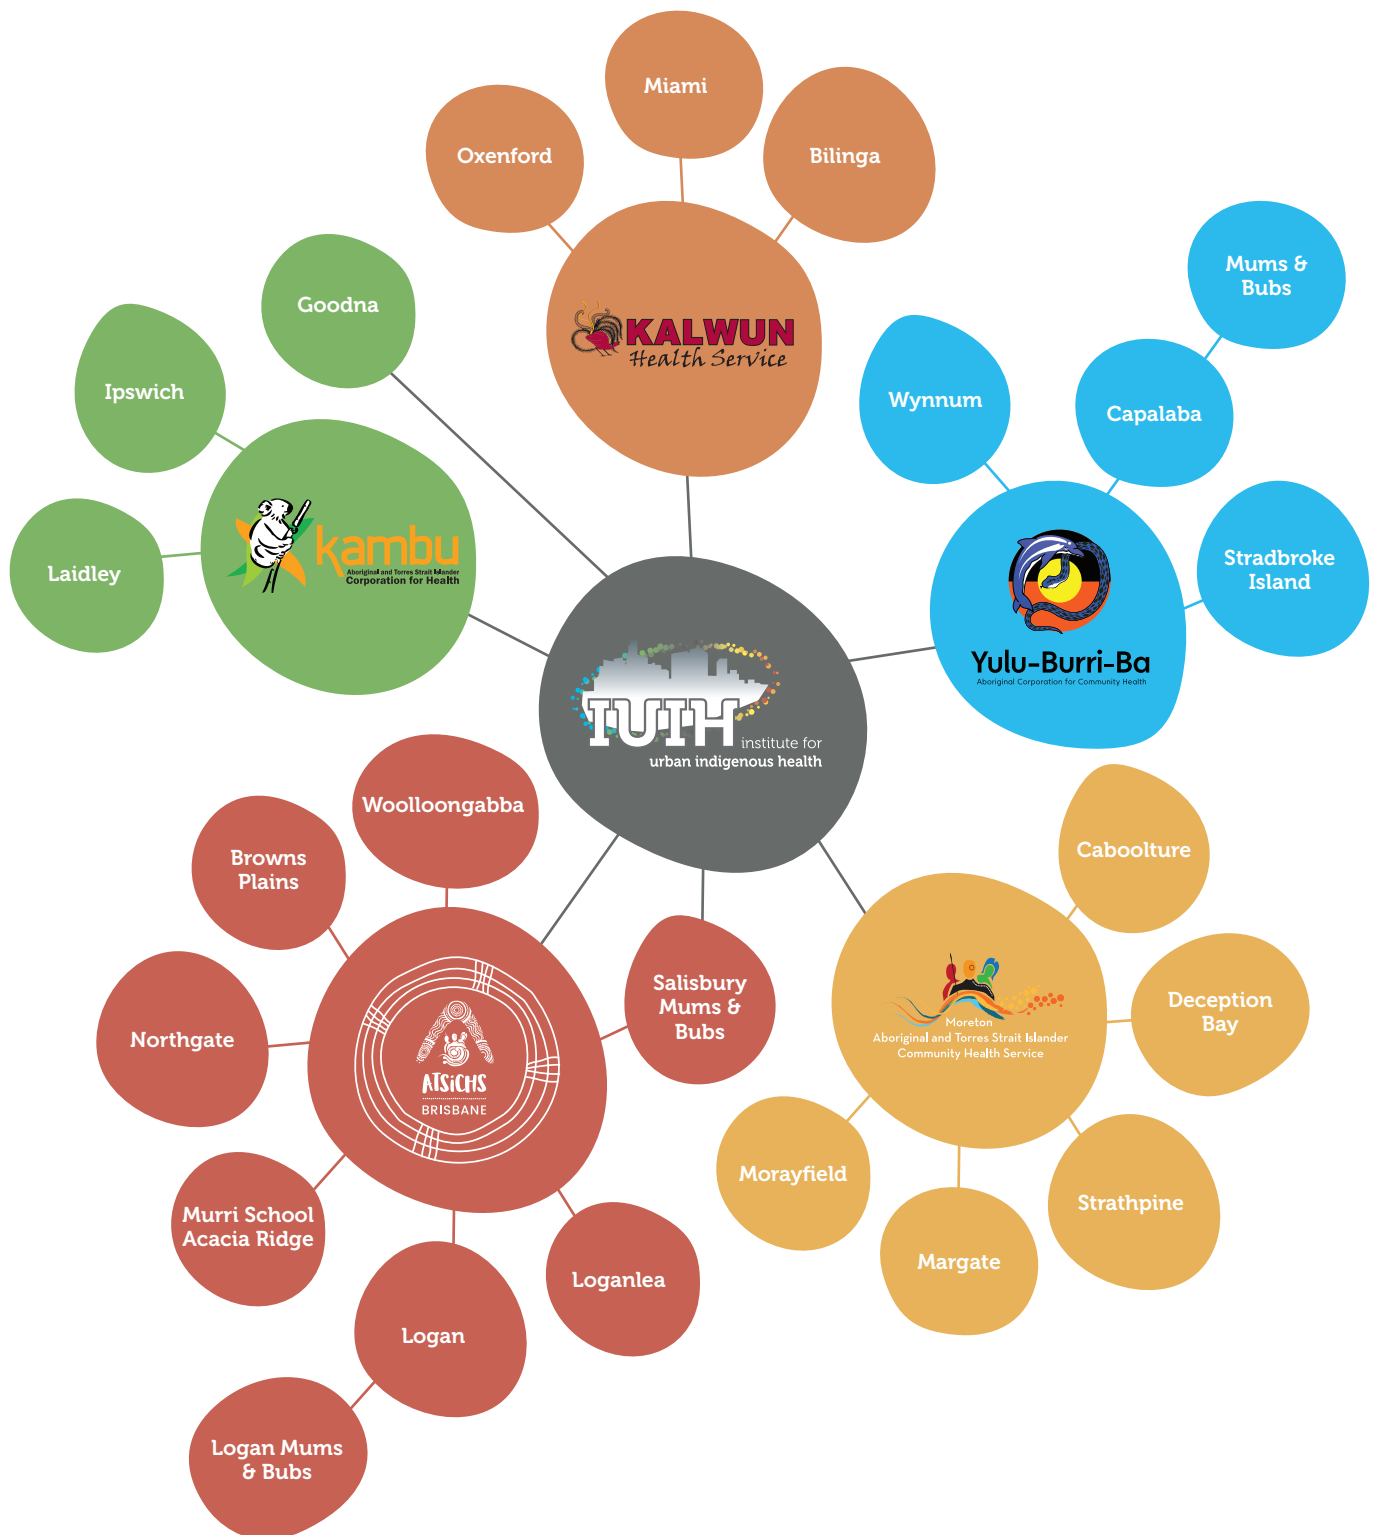 Miami
Oxenford
Bilinga
KALWUN
Health Service
Goodna
Ipswich
Laidley
kambu
Aboriginal and Torres Strait Islander
Corporation for Health
Mums &
Bubs
Wynnum
Capalaba
Stradbroke
Island
Yulu-Burri-Ba
Aboriginal Corporation for Community Health
IUIH
institute for
urban indigenous health
Woolloongabba
Browns
Plains
Northgate
Salisbury
Mums &
Bubs
ATSiCHS
BRISBANE
Murri School
Acacia Ridge
Logan
Loganlea
Logan Mums
& Bubs
Caboolture
Deception
Bay
Moreton
Aboriginal and Torres Strait Islander
Community Health Service
Morayfield
Margate
Strathpine